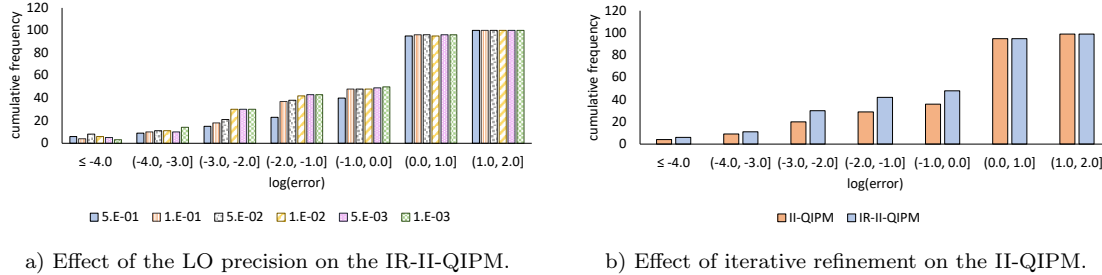 cumulative frequency
120
100
80
60
40
20
0
≤ -4.0 (-4.0, -3.0] (-3.0, -2.0] (-2.0, -1.0] (-1.0, 0.0] (0.0, 1.0] (1.0, 2.0]
log(error)
5.E-01 1.E-01 5.E-02 1.E-02 5.E-03 1.E-03
a) Effect of the LO precision on the IR-II-QIPM.
cumulative frequency
120
100
80
60
40
20
0
≤ -4.0 (-4.0, -3.0] (-3.0, -2.0] (-2.0, -1.0] (-1.0, 0.0] (0.0, 1.0] (1.0, 2.0]
log(error)
II-QIPM IR-II-QIPM
b) Effect of iterative refinement on the II-QIPM.